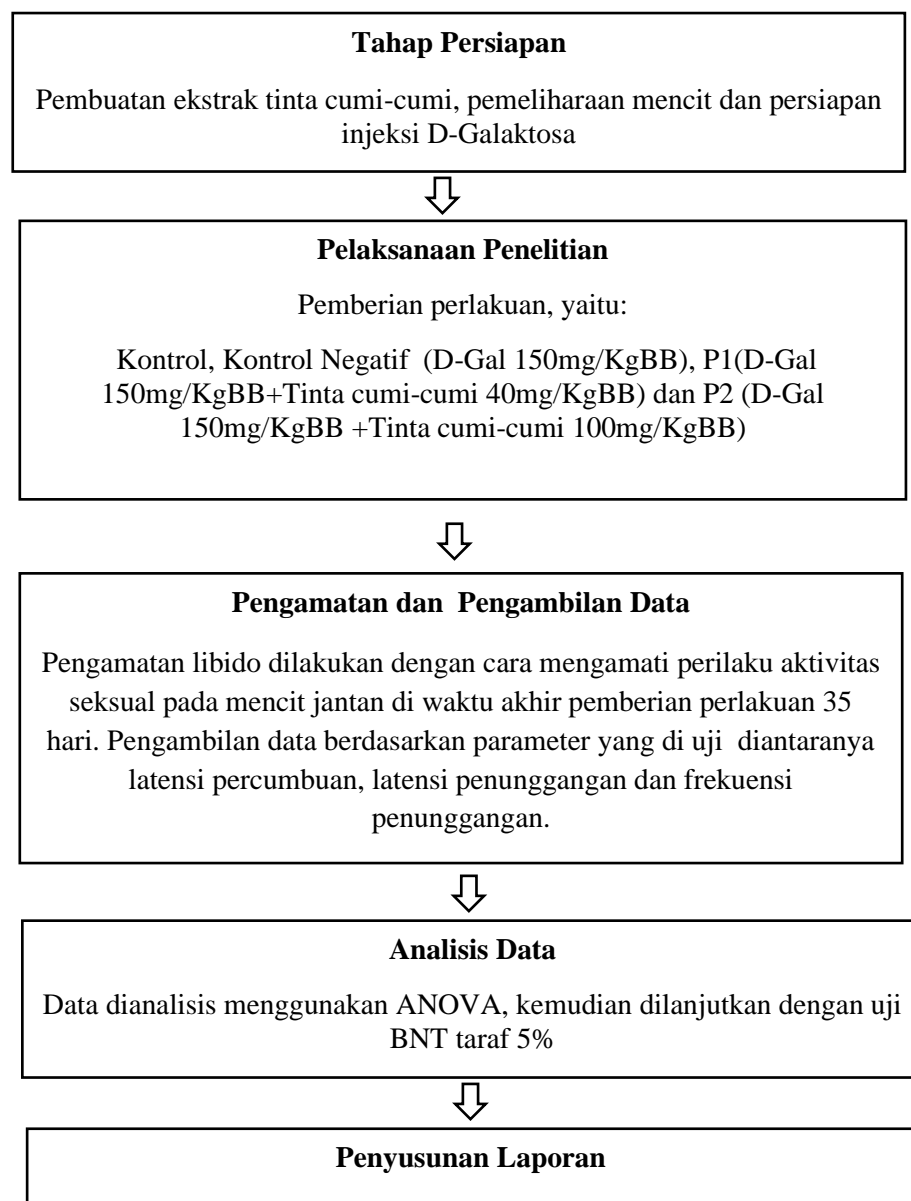 Tahap Persiapan
Pembuatan ekstrak tinta cumi-cumi, pemeliharaan mencit dan persiapan
injeksi D-Galaktosa
Pelaksanaan Penelitian
Pemberian perlakuan, yaitu:
Kontrol, Kontrol Negatif (D-Gal 150mg/KgBB), P1(D-Gal
150mg/KgBB+Tinta cumi-cumi 40mg/KgBB) dan P2 (D-Gal
150mg/KgBB +Tinta cumi-cumi 100mg/KgBB)
Pengamatan dan Pengambilan Data
Pengamatan libido dilakukan dengan cara mengamati perilaku aktivitas
seksual pada mencit jantan di waktu akhir pemberian perlakuan 35
hari. Pengambilan data berdasarkan parameter yang di uji diantaranya
latensi percumbuan, latensi penunggangan dan frekuensi
penunggangan.
Analisis Data
Data dianalisis menggunakan ANOVA, kemudian dilanjutkan dengan uji
BNT taraf 5%
Penyusunan Laporan